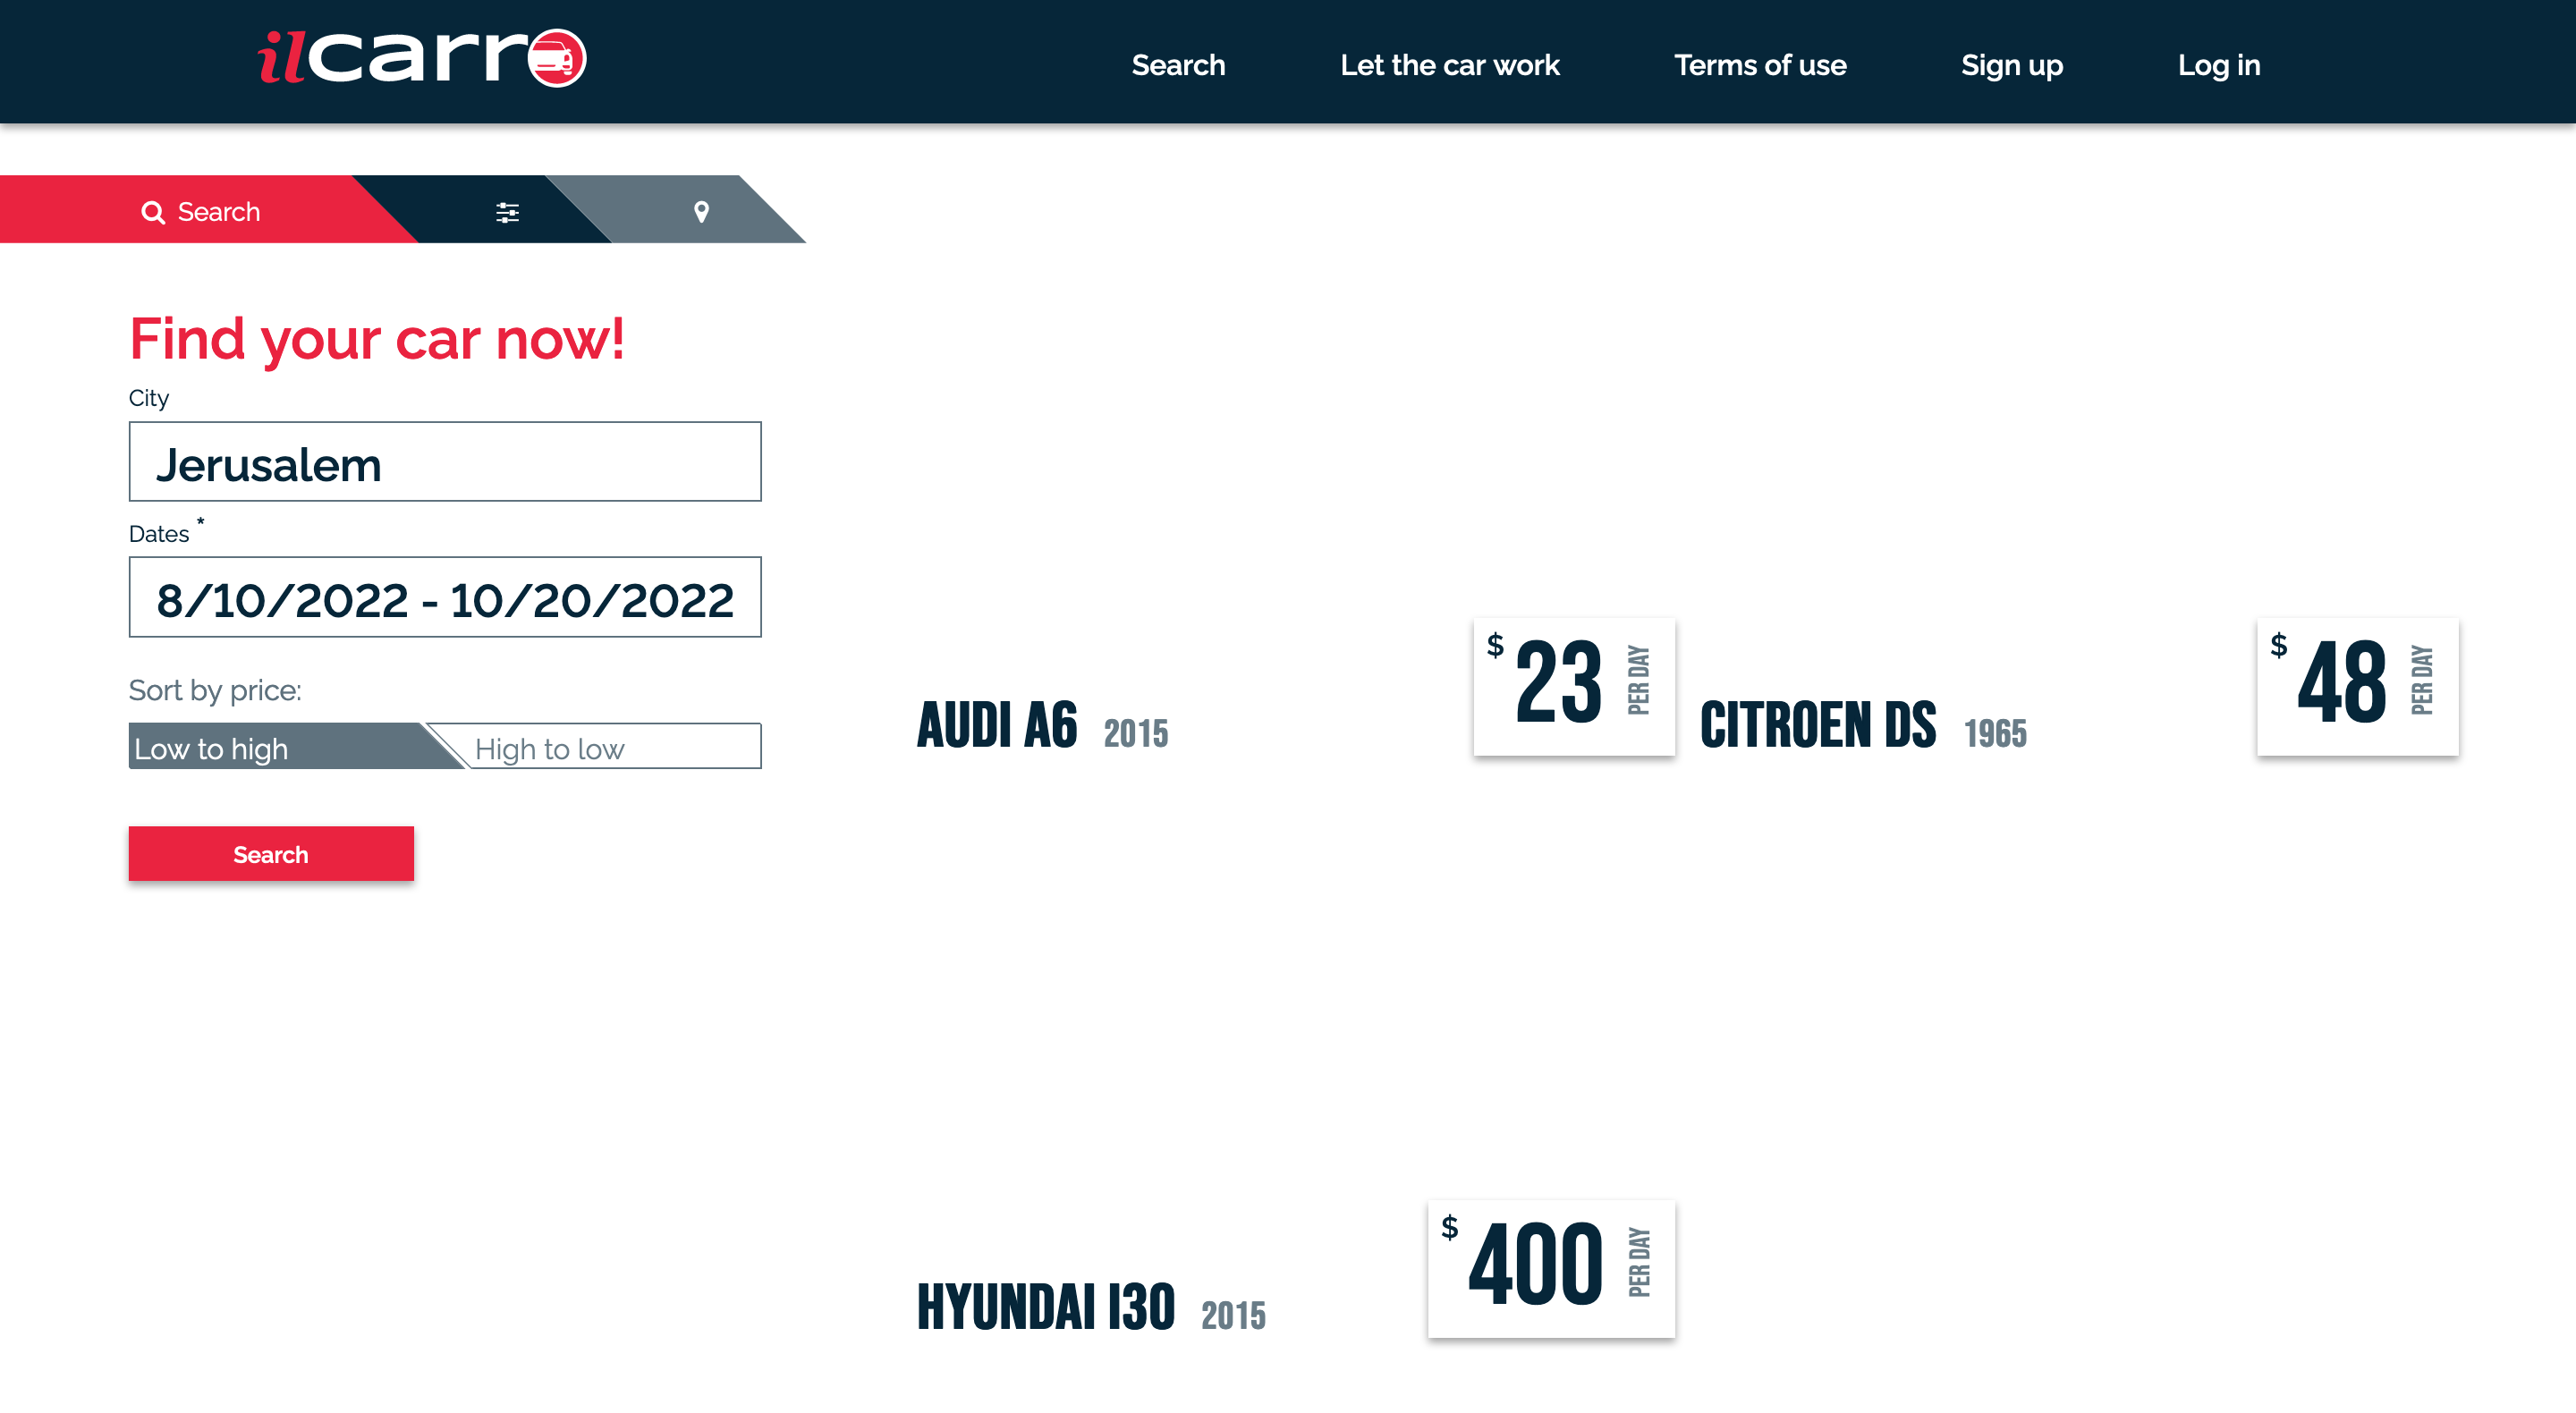 ilcarro
Search Let the car work Terms of use Sign up Log in
Search
Find your car now!
City
Jerusalem
Dates *
8/10/2022 - 10/20/2022
Sort by price:
Low to high High to low
Search
AUDI A6 2015
$ 23 PER DAY
CITROEN DS 1965
$ 48 PER DAY
HYUNDAI I30 2015
$ 400 PER DAY